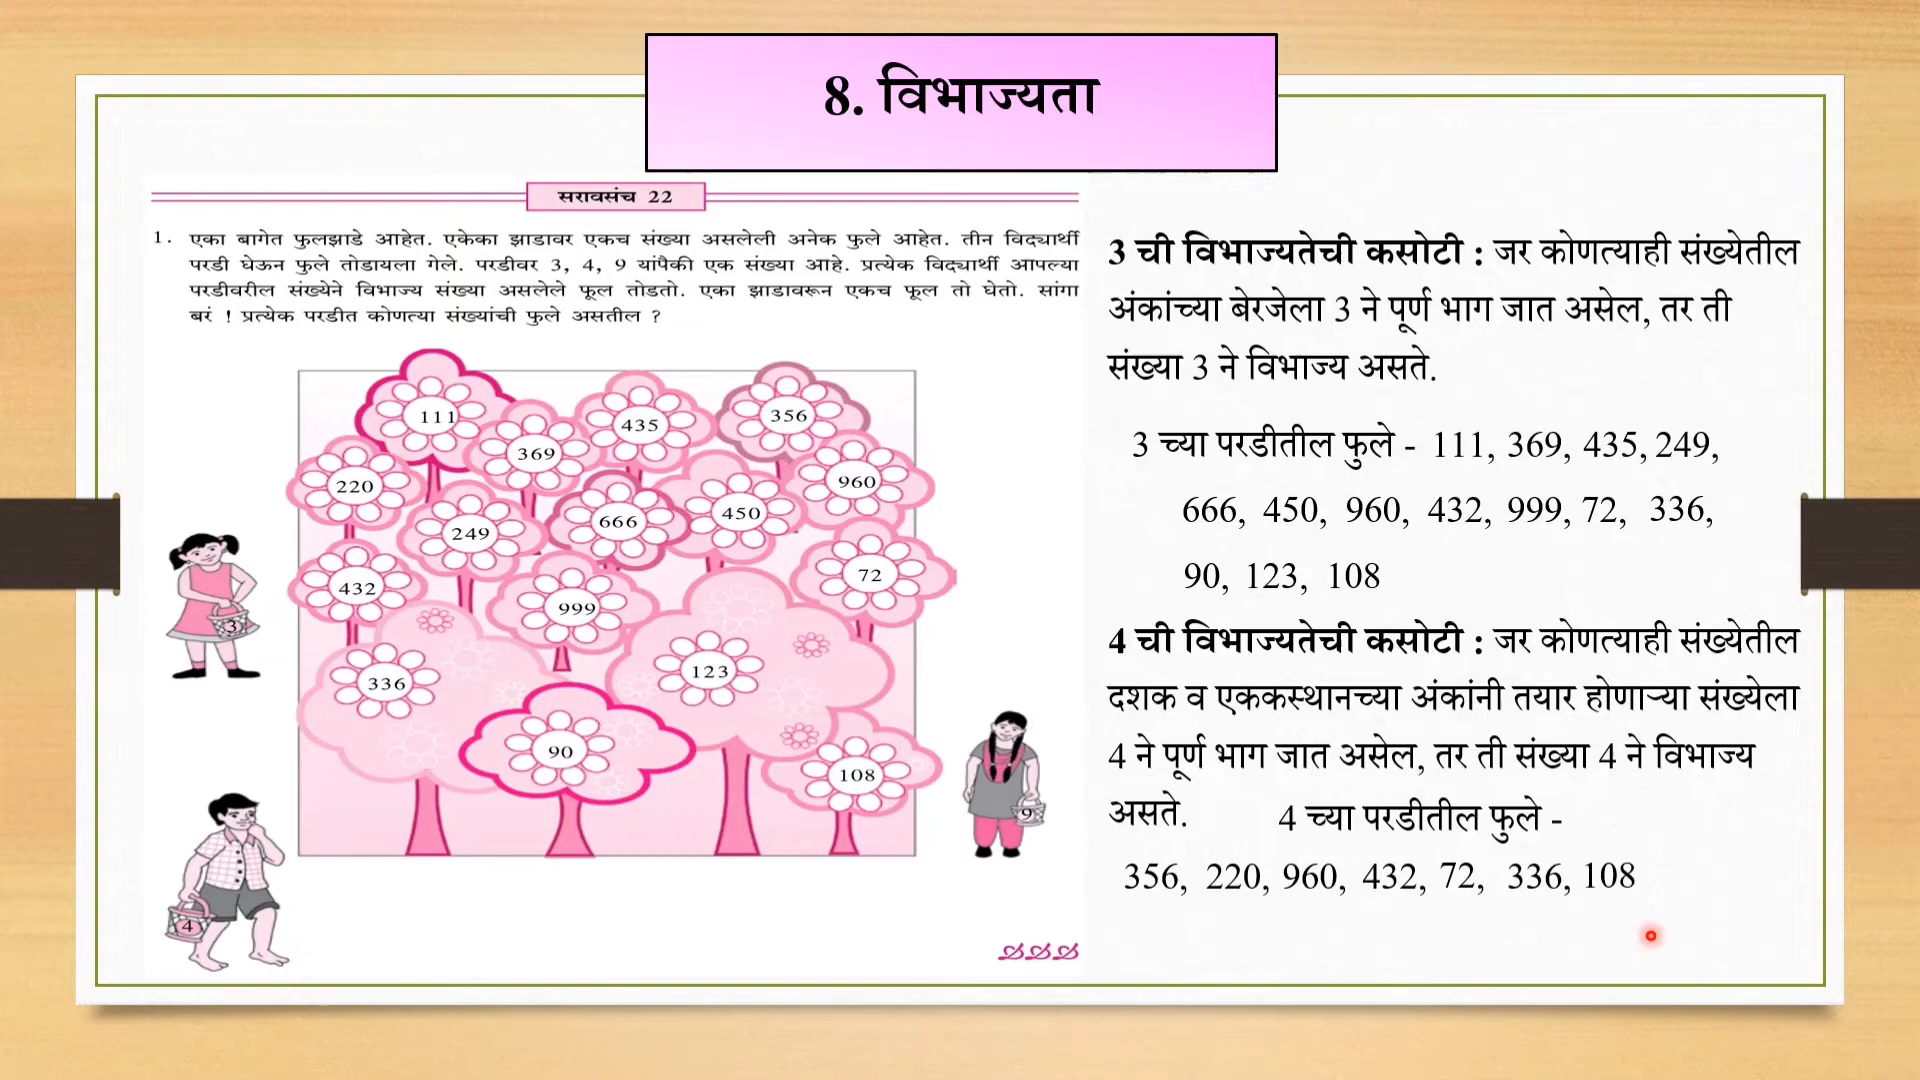 8. विभाज्यता
सरावसंच 22
1. एका बागेत फुलझाडे आहेत. एकेका झाडावर एकच संख्या असलेली अनेक फुले आहेत. तीन विद्यार्थी
परडी घेऊन फुले तोडायला गेले. परडीवर 3, 4, 9 यांपैकी एक संख्या आहे. प्रत्येक विद्यार्थी आपल्या
परडीवरील संख्येने विभाज्य संख्या असलेले फूल तोडतो. एका झाडावरून एकच फूल तो घेतो. सांगा
बरं ! प्रत्येक परडीत कोणत्या संख्यांची फुले असतील ?
111
435
356
369
220
960
249
666
450
432
999
72
336
123
90
108
3
9
4
3 ची विभाज्यतेची कसोटी : जर कोणत्याही संख्येतील
अंकांच्या बेरजेला 3 ने पूर्ण भाग जात असेल, तर ती
संख्या 3 ने विभाज्य असते.
3 च्या परडीतील फुले - 111, 369, 435, 249,
666, 450, 960, 432, 999, 72, 336,
90, 123, 108
4 ची विभाज्यतेची कसोटी : जर कोणत्याही संख्येतील
दशक व एककस्थानच्या अंकांनी तयार होणाऱ्या संख्येला
4 ने पूर्ण भाग जात असेल, तर ती संख्या 4 ने विभाज्य
असते. 4 च्या परडीतील फुले -
356, 220, 960, 432, 72, 336, 108